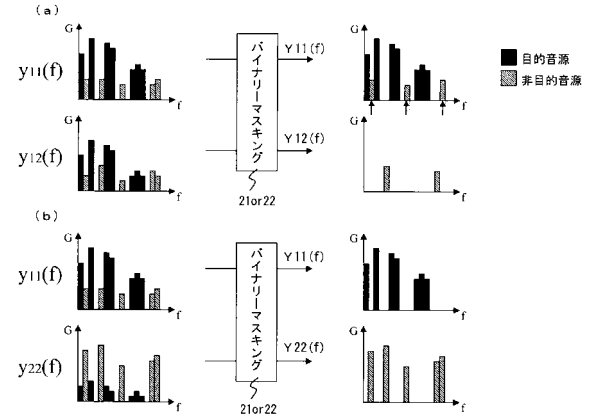 (a)
G
y11(f)
f
G
y12(f)
f
バイナリーマスキング
Y11(f)
Y12(f)
21or22
G
f
G
f
目的音源
非目的音源
(b)
G
y11(f)
f
G
y22(f)
f
バイナリーマスキング
Y11(f)
Y22(f)
21or22
G
f
G
f